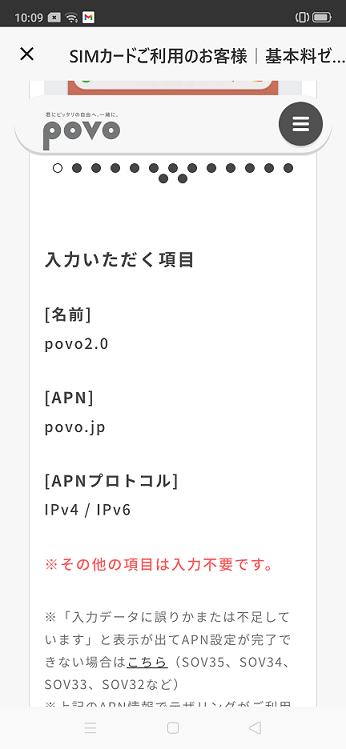 10:09
SIMカードご利用のお客様｜基本料ゼ...
君にピッタリの自由へ、一緒に。
povo
入力いただく項目
[名前]
povo2.0
[APN]
povo.jp
[APNプロトコル]
IPv4 / IPv6
※その他の項目は入力不要です。
※「入力データに誤りかまたは不足して
います」と表示が出てAPN設定が完了で
きない場合はこちら（SOV35、SOV34、
SOV33、SOV32など）
※上記のAPN情報でテザリングがご利用